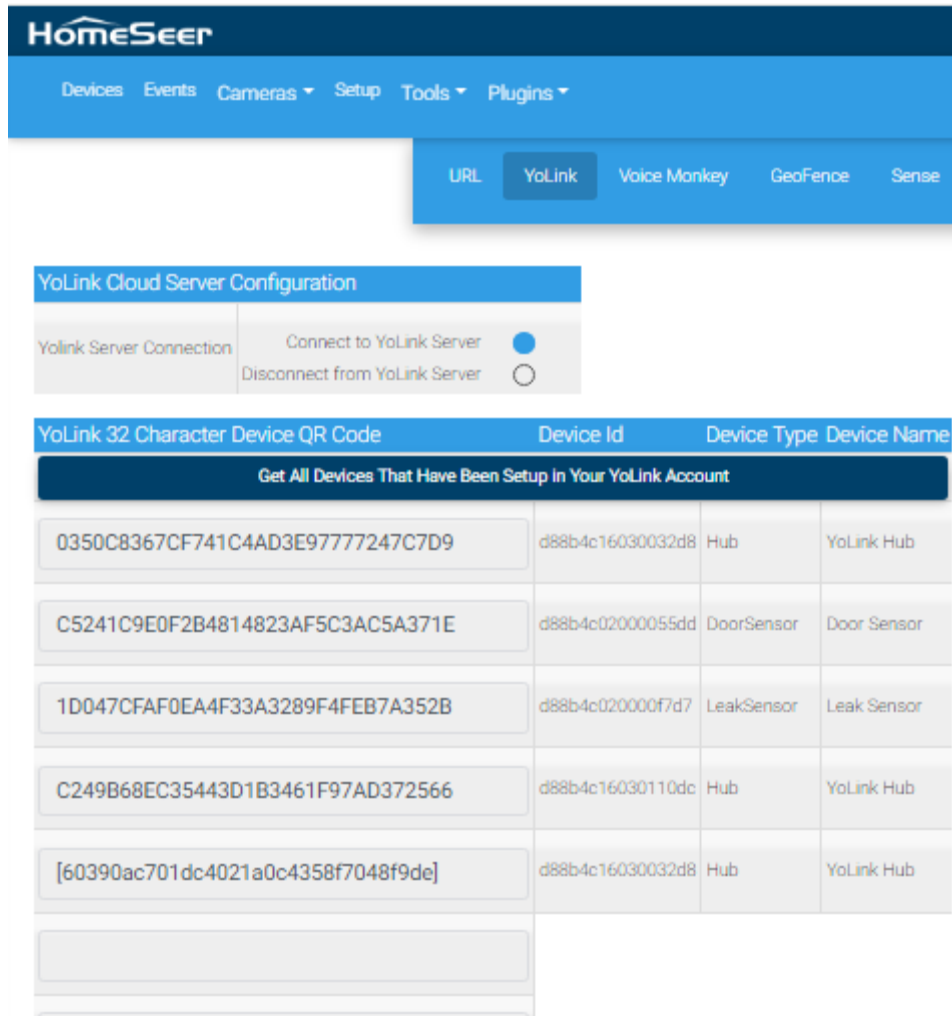 HomeSeer
Devices Events Cameras Setup Tools Plugins
URL YoLink Voice Monkey GeoFence Sense
YoLink Cloud Server Configuration
Yolink Server Connection
Connect to YoLink Server
Disconnect from YoLink Server
YoLink 32 Character Device QR Code Device Id Device Type Device Name
Get All Devices That Have Been Setup in Your YoLink Account
0350C8367CF741C4AD3E97777247C7D9 d88b4c16030032d8 Hub YoLink Hub
C5241C9E0F2B4814823AF5C3AC5A371E d88b4c02000055dd DoorSensor Door Sensor
1D047CFAF0EA4F33A3289F4FEB7A352B d88b4c020000f7d7 LeakSensor Leak Sensor
C249B68EC35443D1B3461F97AD372566 d88b4c16030110dc Hub YoLink Hub
[60390ac701dc4021a0c4358f7048f9de] d88b4c16030032d8 Hub YoLink Hub